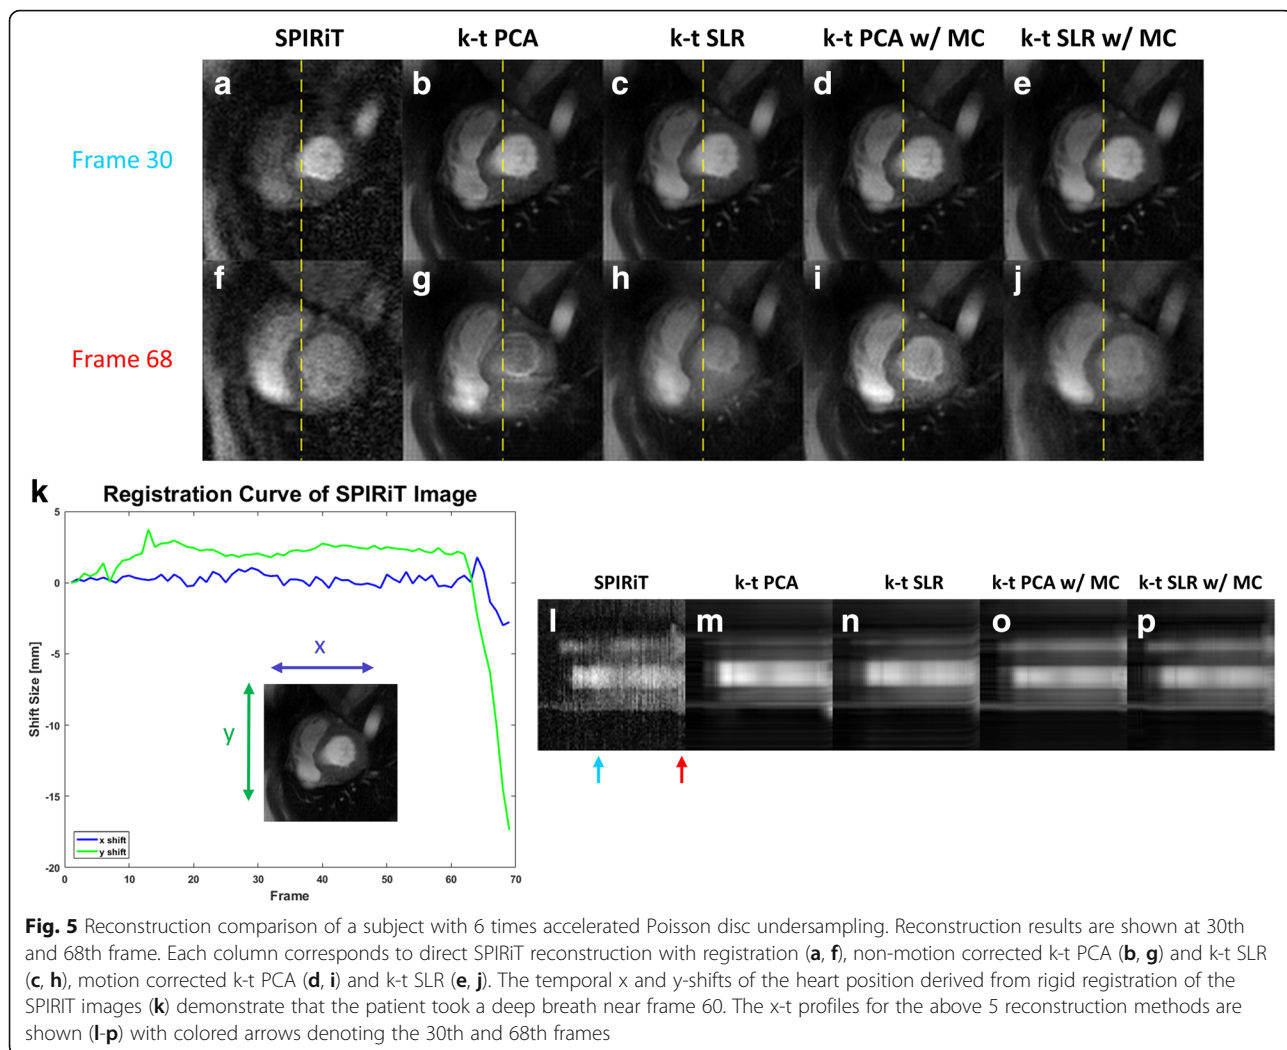 SPIRiT k-t PCA k-t SLR k-t PCA w/ MC k-t SLR w/ MC
a b c d e
Frame 30
f g h i j
Frame 68
k
Registration Curve of SPIRiT Image
5
0
-5
-10
-15
-20
Shift Size [mm]
x
y
x shift
y shift
0 10 20 30 40 50 60 70
Frame
SPIRiT k-t PCA k-t SLR k-t PCA w/ MC k-t SLR w/ MC
l m n o p
Fig. 5 Reconstruction comparison of a subject with 6 times accelerated Poisson disc undersampling. Reconstruction results are shown at 30th
and 68th frame. Each column corresponds to direct SPIRiT reconstruction with registration (a, f), non-motion corrected k-t PCA (b, g) and k-t SLR
(c, h), motion corrected k-t PCA (d, i) and k-t SLR (e, j). The temporal x and y-shifts of the heart position derived from rigid registration of the
SPIRIT images (k) demonstrate that the patient took a deep breath near frame 60. The x-t profiles for the above 5 reconstruction methods are
shown (l-p) with colored arrows denoting the 30th and 68th frames